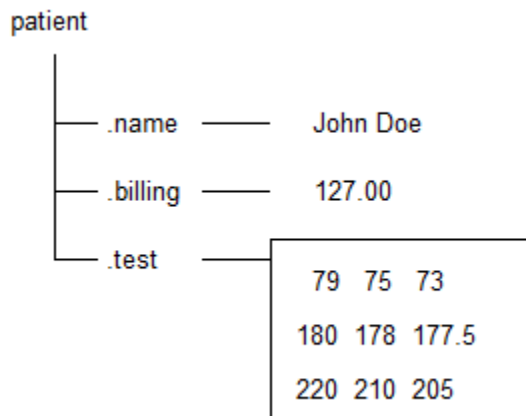 patient
.name John Doe
.billing 127.00
.test
79 75 73
180 178 177.5
220 210 205